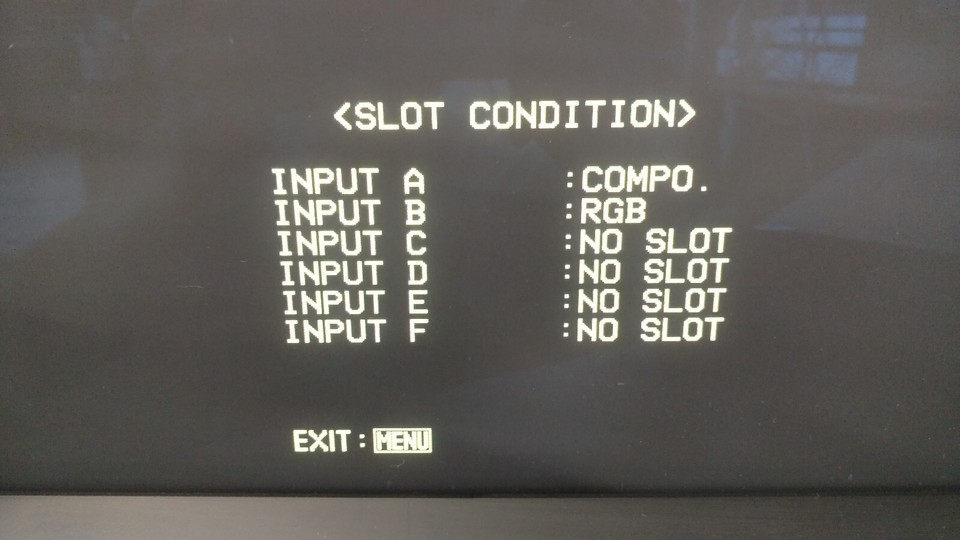 <SLOT CONDITION>
INPUT A :COMPO.
INPUT B :RGB
INPUT C :NO SLOT
INPUT D :NO SLOT
INPUT E :NO SLOT
INPUT F :NO SLOT
EXIT:MENU